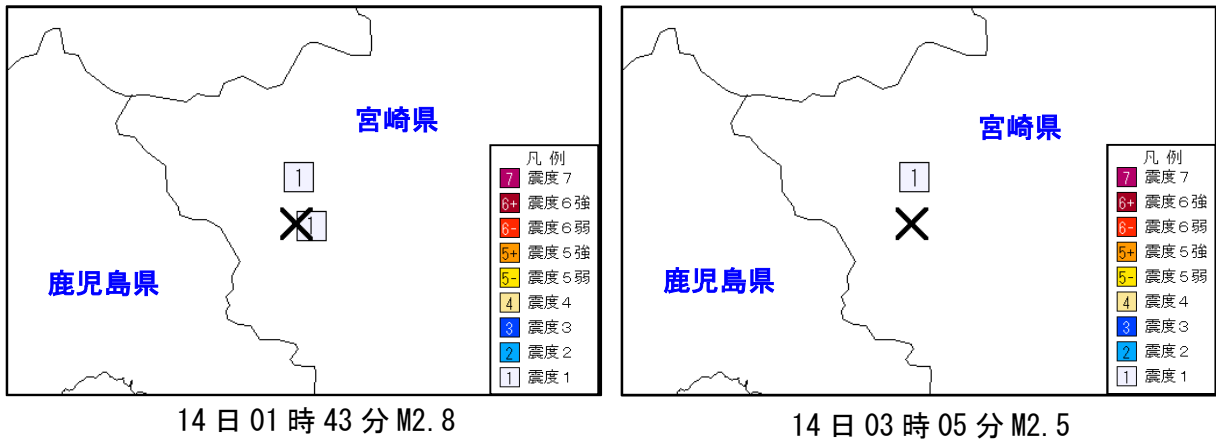 宮崎県
1
1
鹿児島県
凡例
7 震度7
6+ 震度6強
6- 震度6弱
5+ 震度5強
5- 震度5弱
4 震度4
3 震度3
2 震度2
1 震度1
14日01時43分M2.8
宮崎県
1
鹿児島県
凡例
7 震度7
6+ 震度6強
6- 震度6弱
5+ 震度5強
5- 震度5弱
4 震度4
3 震度3
2 震度2
1 震度1
14日03時05分M2.5